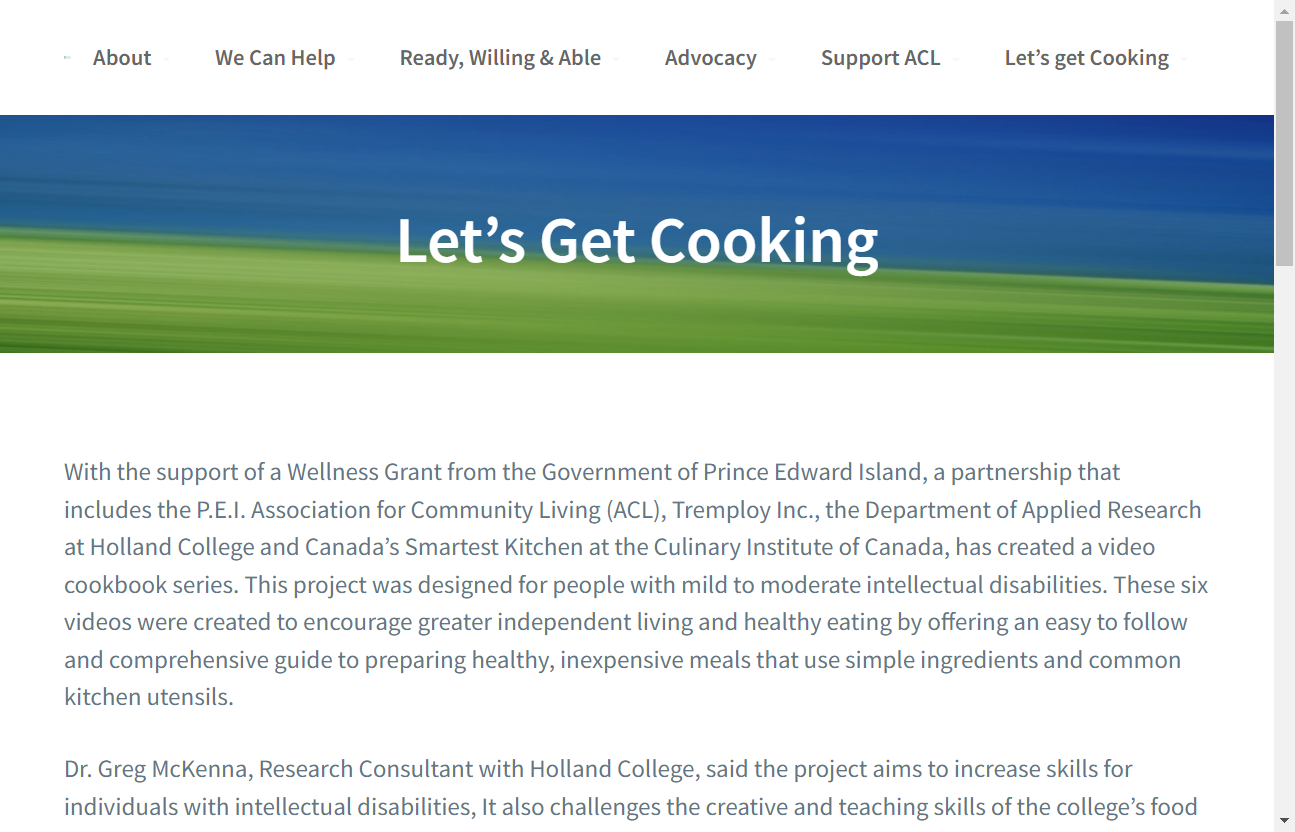 About We Can Help Ready, Willing & Able Advocacy Support ACL Let’s get Cooking
Let’s Get Cooking
With the support of a Wellness Grant from the Government of Prince Edward Island, a partnership that
includes the P.E.I. Association for Community Living (ACL), Tremploy Inc., the Department of Applied Research
at Holland College and Canada’s Smartest Kitchen at the Culinary Institute of Canada, has created a video
cookbook series. This project was designed for people with mild to moderate intellectual disabilities. These six
videos were created to encourage greater independent living and healthy eating by offering an easy to follow
and comprehensive guide to preparing healthy, inexpensive meals that use simple ingredients and common
kitchen utensils.
Dr. Greg McKenna, Research Consultant with Holland College, said the project aims to increase skills for
individuals with intellectual disabilities, It also challenges the creative and teaching skills of the college’s food